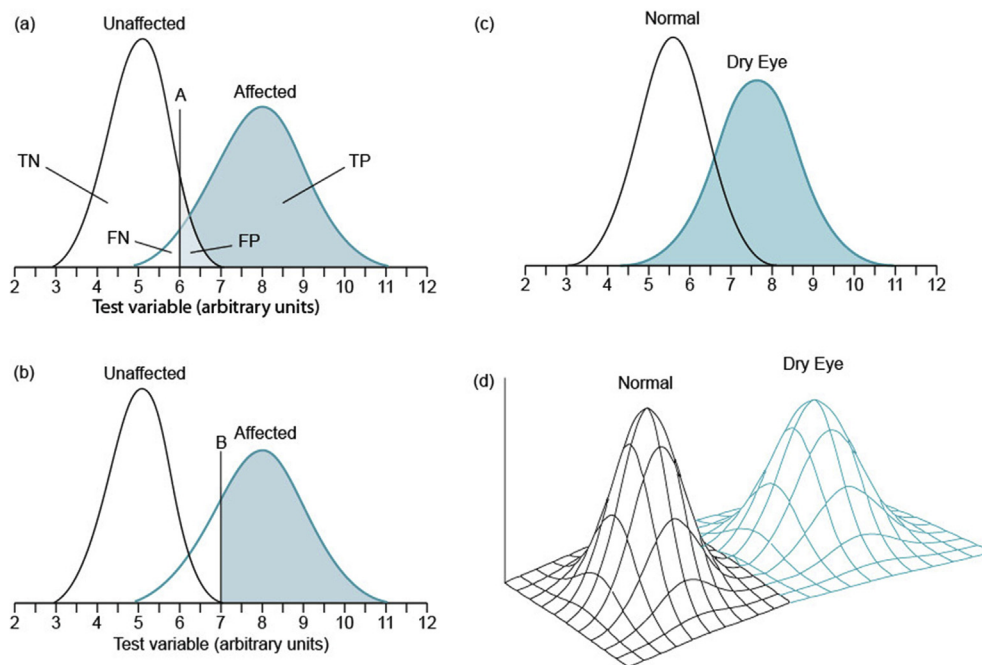 (a)
Unaffected
A
Affected
TN
TP
FN
FP
2 3 4 5 6 7 8 9 10 11 12
Test variable (arbitrary units)
(b)
Unaffected
B
Affected
2 3 4 5 6 7 8 9 10 11 12
Test variable (arbitrary units)
(c)
Normal
Dry Eye
2 3 4 5 6 7 8 9 10 11 12
(d)
Normal
Dry Eye